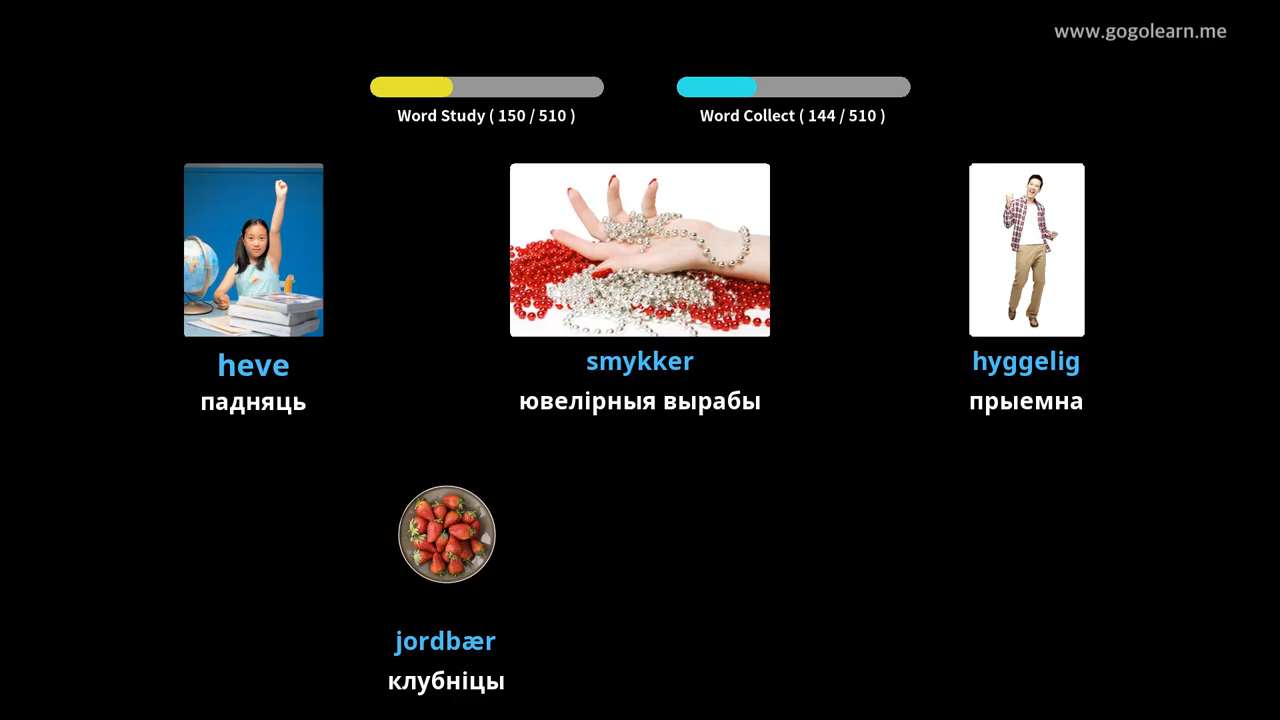 www.gogolearn.me
Word Study ( 150 / 510 )
Word Collect ( 144 / 510 )
heve
падняць
smykker
ювелірныя вырабы
hyggelig
прыемна
jordbær
клубніцы